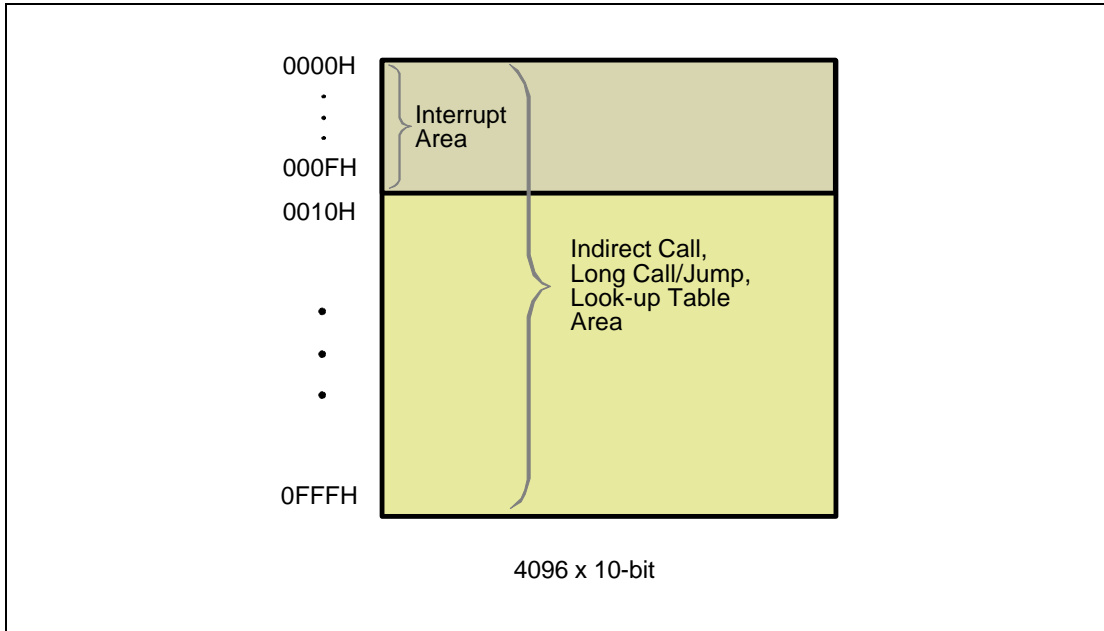 0000H
000FH
0010H
0FFFH
Interrupt
Area
Indirect Call,
Long Call/Jump,
Look-up Table
Area
4096 x 10-bit